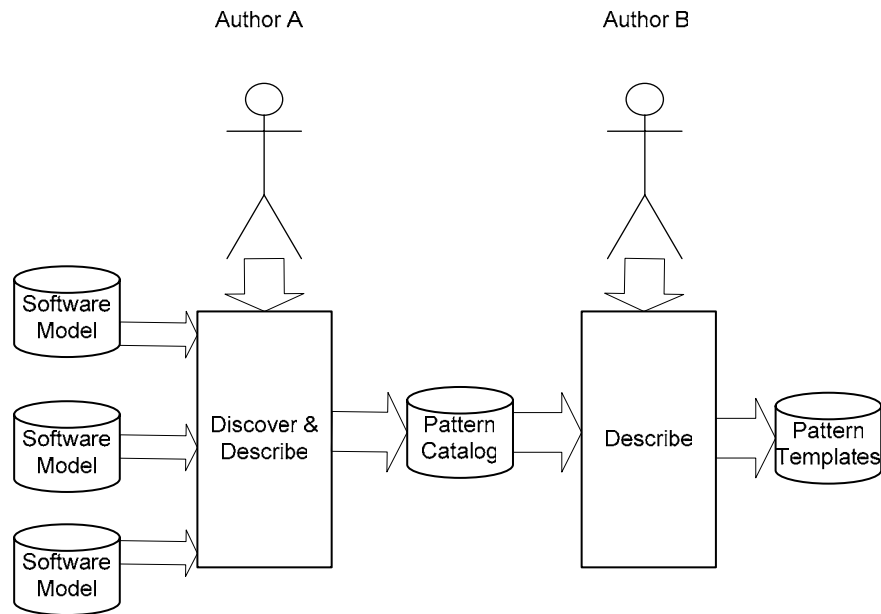 Author A
Author B
Software
Model
Software
Model
Software
Model
Discover &
Describe
Pattern
Catalog
Describe
Pattern
Templates